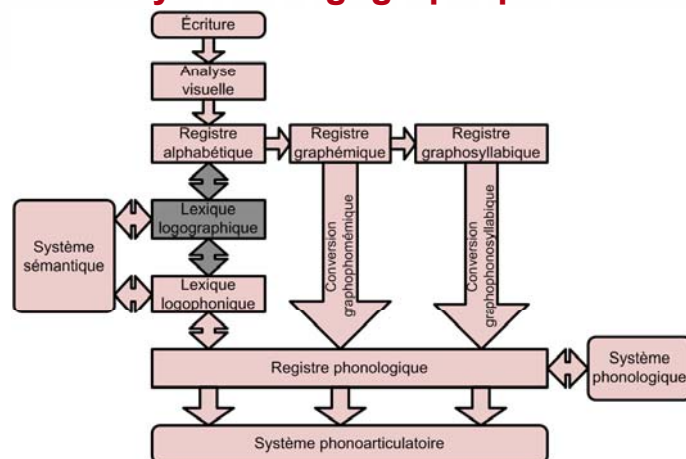 Écriture
Analyse
visuelle
Registre
alphabétique
Registre
graphémique
Registre
graphosyllabique
Lexique
logographique
Système
sémantique
Lexique
logophonique
Conversion
graphophomémique
Conversion
graphophonosyllabique
Registre phonologique
Système
phonologique
Système phonoarticulatoire